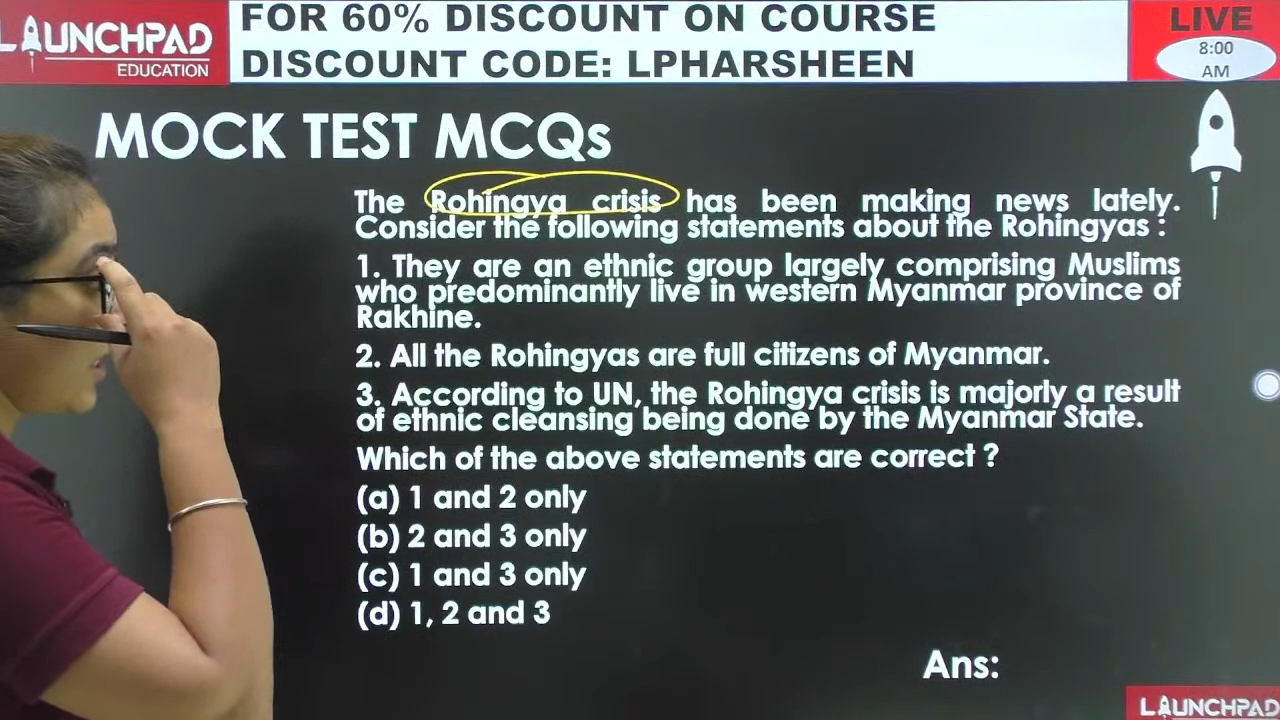 LAUNCHPAD
EDUCATION
FOR 60% DISCOUNT ON COURSE
DISCOUNT CODE: LPHARSHEEN
LIVE
8:00
AM
MOCK TEST MCQs
The Rohingya crisis has been making news lately.
Consider the following statements about the Rohingyas :
1. They are an ethnic group largely comprising Muslims
who predominantly live in western Myanmar province of
Rakhine.
2. All the Rohingyas are full citizens of Myanmar.
3. According to UN, the Rohingya crisis is majorly a result
of ethnic cleansing being done by the Myanmar State.
Which of the above statements are correct ?
(a) 1 and 2 only
(b) 2 and 3 only
(c) 1 and 3 only
(d) 1, 2 and 3
Ans:
LAUNCHPAD